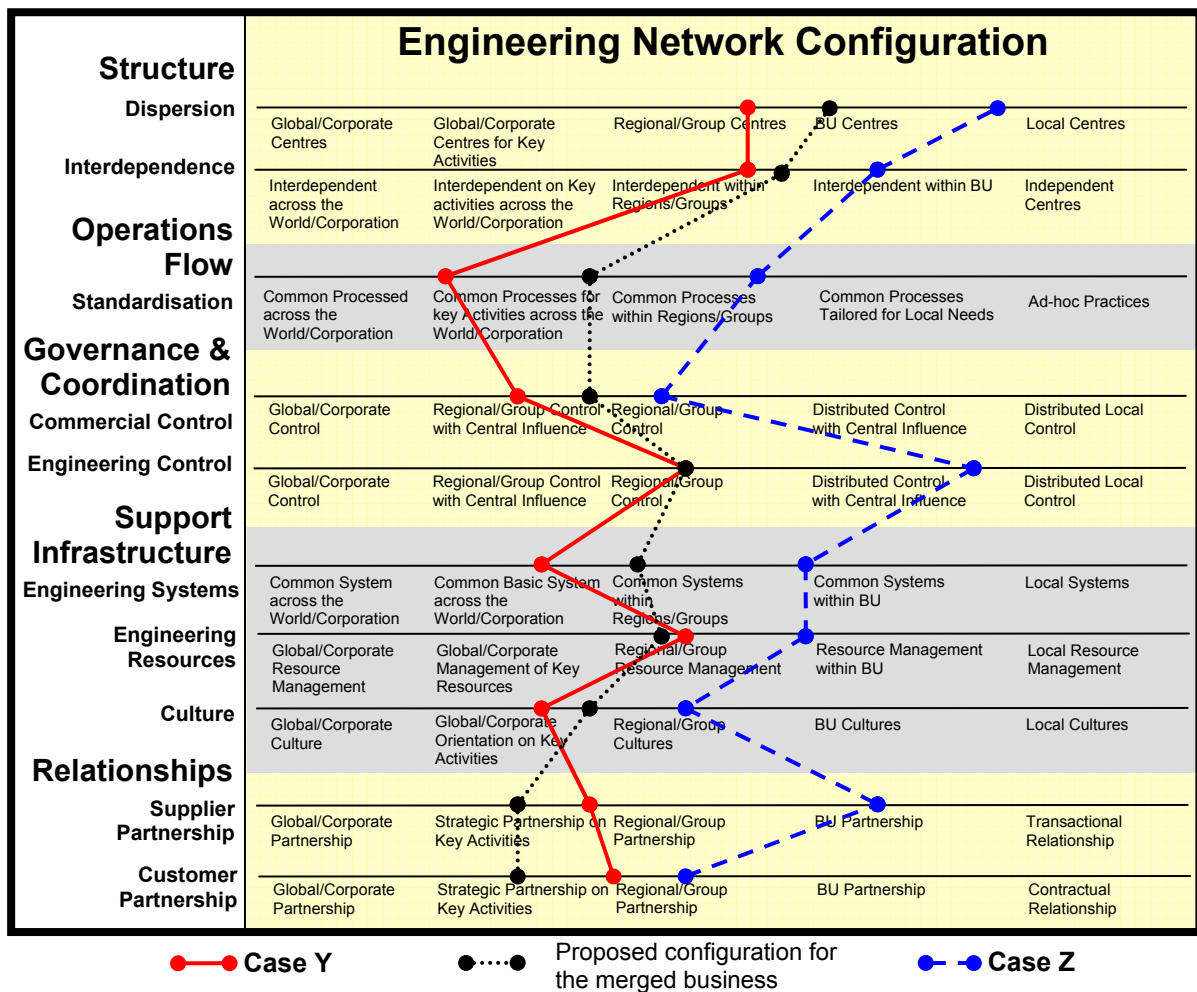 Engineering Network Configuration
Structure
Dispersion
Global/Corporate
Centres
Global/Corporate
Centres for Key
Activities
Regional/Group Centres
BU Centres
Local Centres
Interdependence
Interdependent
across the
World/Corporation
Interdependent on Key
activities across the
World/Corporation
Interdependent within
Regions/Groups
Interdependent within BU
Independent
Centres
Operations
Flow
Standardisation
Common Processed
across the
World/Corporation
Common Processes for
key Activities across the
World/Corporation
Common Processes
within Regions/Groups
Common Processes
Tailored for Local Needs
Ad-hoc Practices
Governance &
Coordination
Commercial Control
Global/Corporate
Control
Regional/Group Control
with Central Influence
Regional/Group
Control
Distributed Control
with Central Influence
Distributed Local
Control
Engineering Control
Global/Corporate
Control
Regional/Group Control
with Central Influence
Regional/Group
Control
Distributed Control
with Central Influence
Distributed Local
Control
Support
Infrastructure
Engineering Systems
Common System
across the
World/Corporation
Common Basic System
across the
World/Corporation
Common Systems
within
Regions/Groups
Common Systems
within BU
Local Systems
Engineering
Resources
Global/Corporate
Resource
Management
Global/Corporate
Management of Key
Resources
Regional/Group
Resource Management
Resource Management
within BU
Local Resource
Management
Culture
Global/Corporate
Culture
Global/Corporate
Orientation on Key
Activities
Regional/Group
Cultures
BU Cultures
Local Cultures
Relationships
Supplier
Partnership
Global/Corporate
Partnership
Strategic Partnership on
Key Activities
Regional/Group
Partnership
BU Partnership
Transactional
Relationship
Customer
Partnership
Global/Corporate
Partnership
Strategic Partnership on
Key Activities
Regional/Group
Partnership
BU Partnership
Contractual
Relationship
Case Y
Proposed configuration for
the merged business
Case Z